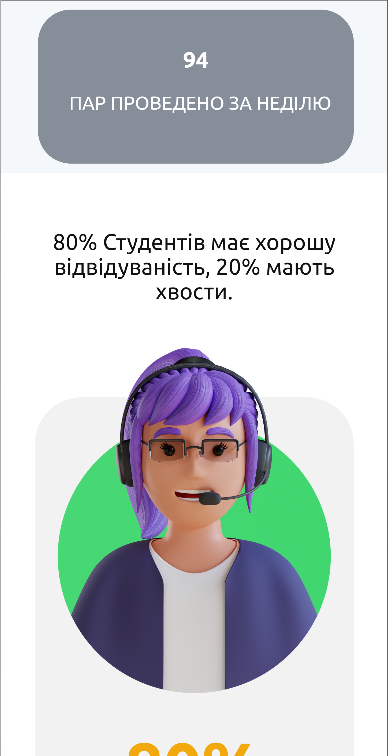 94
ПАР ПРОВЕДЕНО ЗА НЕДІЛЮ
80% Студентів має хорошу
відвідуваність, 20% мають
хвости.